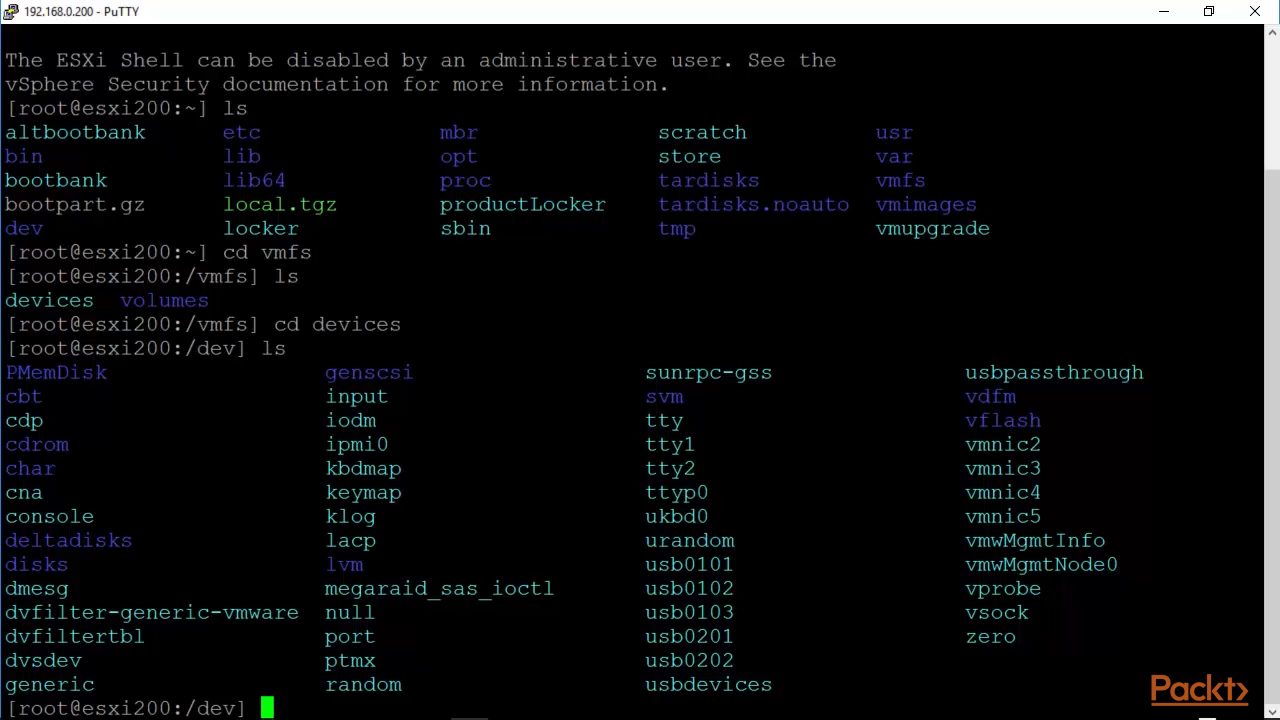 192.168.0.200 - PuTTY
The ESXi Shell can be disabled by an administrative user. See the
vSphere Security documentation for more information.
[root@esxi200:~] ls
altbootbank etc mbr scratch usr
bin lib opt store var
bootbank lib64 proc tardisks vmfs
bootpart.gz local.tgz productLocker tardisks.noauto vmimages
dev locker sbin tmp vmupgrade
[root@esxi200:~] cd vmfs
[root@esxi200:/vmfs] ls
devices volumes
[root@esxi200:/vmfs] cd devices
[root@esxi200:/dev] ls
PMemDisk genscsi sunrpc-gss usbpassthrough
cbt input svm vdfm
cdp iodm tty vflash
cdrom ipmi0 tty1 vmnic2
char kbdmap tty2 vmnic3
cna keymap ttyp0 vmnic4
console klog ukbd0 vmnic5
deltadisks lacp urandom vmwMgmtInfo
disks lvm usb0101 vmwMgmtNode0
dmesg megaraid_sas_ioctl usb0102 vprobe
dvfilter-generic-vmware null usb0103 vsock
dvfiltertbl port usb0201 zero
dvsdev ptmx usb0202
generic random usbdevices
[root@esxi200:/dev]
Packt>